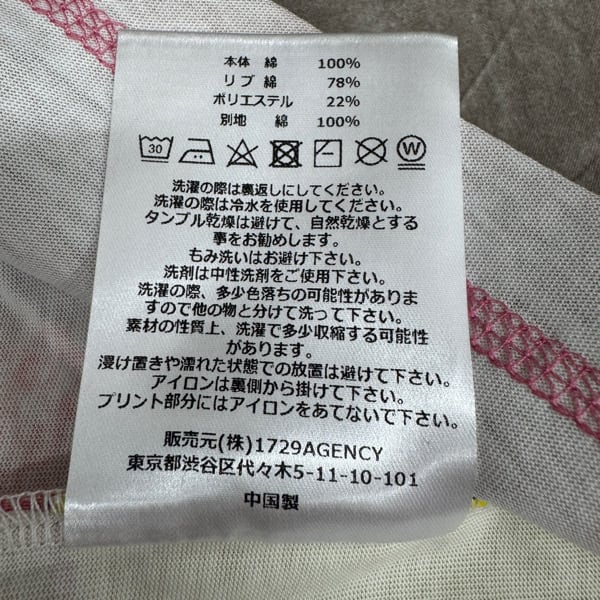 本体 綿 100%
リブ 綿 78%
ポリエステル 22%
別地 綿 100%
30 W
洗濯の際は裏返しにしてください。
洗濯の際は冷水を使用してください。
タンブル乾燥は避けて、自然乾燥とする
事をお勧めします。
もみ洗いはお避け下さい。
洗剤は中性洗剤をご使用下さい。
洗濯の際、多少色落ちの可能性がありま
すので他の物と分けて洗って下さい。
素材の性質上、洗濯で多少収縮する可能性
があります。
浸け置きや濡れた状態での放置は避けて下さい。
アイロンは裏側から掛けて下さい。
プリント部分にはアイロンをあてないで下さい。
販売元(株)1729AGENCY
東京都渋谷区代々木5-11-10-101
中国製